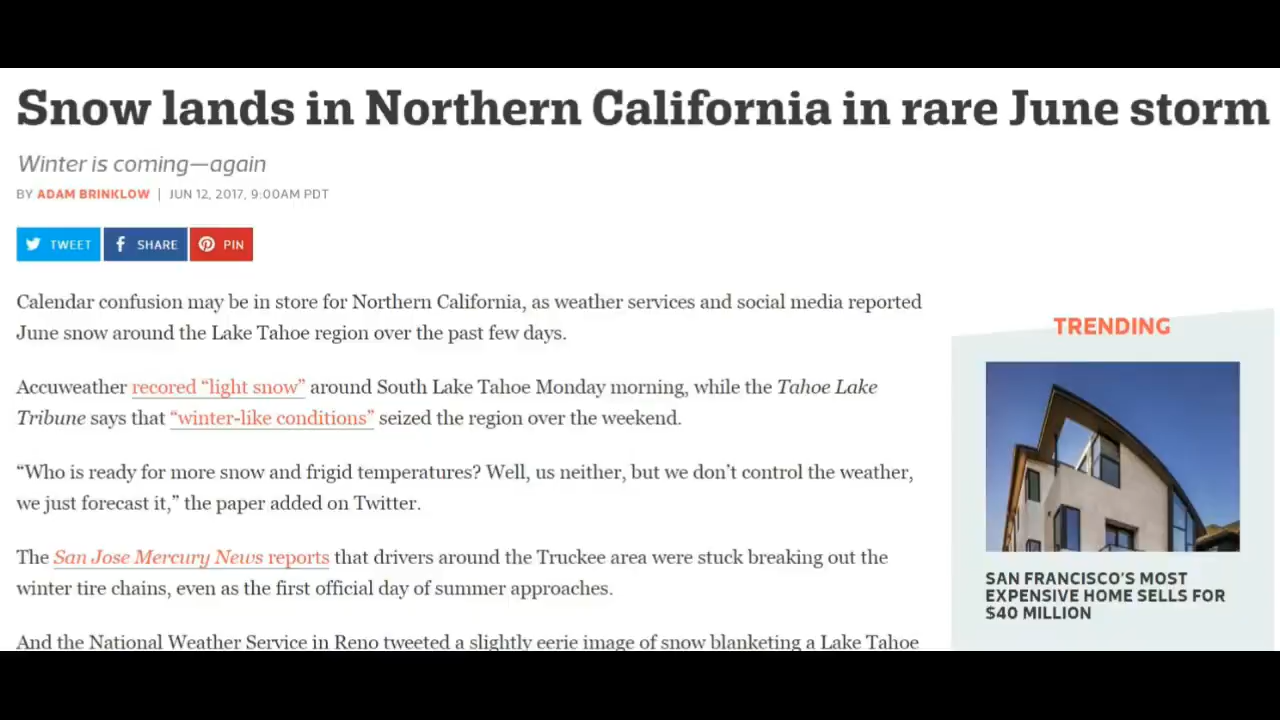 Snow lands in Northern California in rare June storm
Winter is coming—again
BY ADAM BRINKLOW | JUN 12, 2017, 9:00AM PDT
TWEET SHARE PIN
Calendar confusion may be in store for Northern California, as weather services and social media reported
June snow around the Lake Tahoe region over the past few days.
Accuweather recored “light snow” around South Lake Tahoe Monday morning, while the Tahoe Lake
Tribune says that “winter-like conditions” seized the region over the weekend.
“Who is ready for more snow and frigid temperatures? Well, us neither, but we don’t control the weather,
we just forecast it,” the paper added on Twitter.
The San Jose Mercury News reports that drivers around the Truckee area were stuck breaking out the
winter tire chains, even as the first official day of summer approaches.
And the National Weather Service in Reno tweeted a slightly eerie image of snow blanketing a Lake Tahoe
TRENDING
SAN FRANCISCO’S MOST
EXPENSIVE HOME SELLS FOR
$40 MILLION